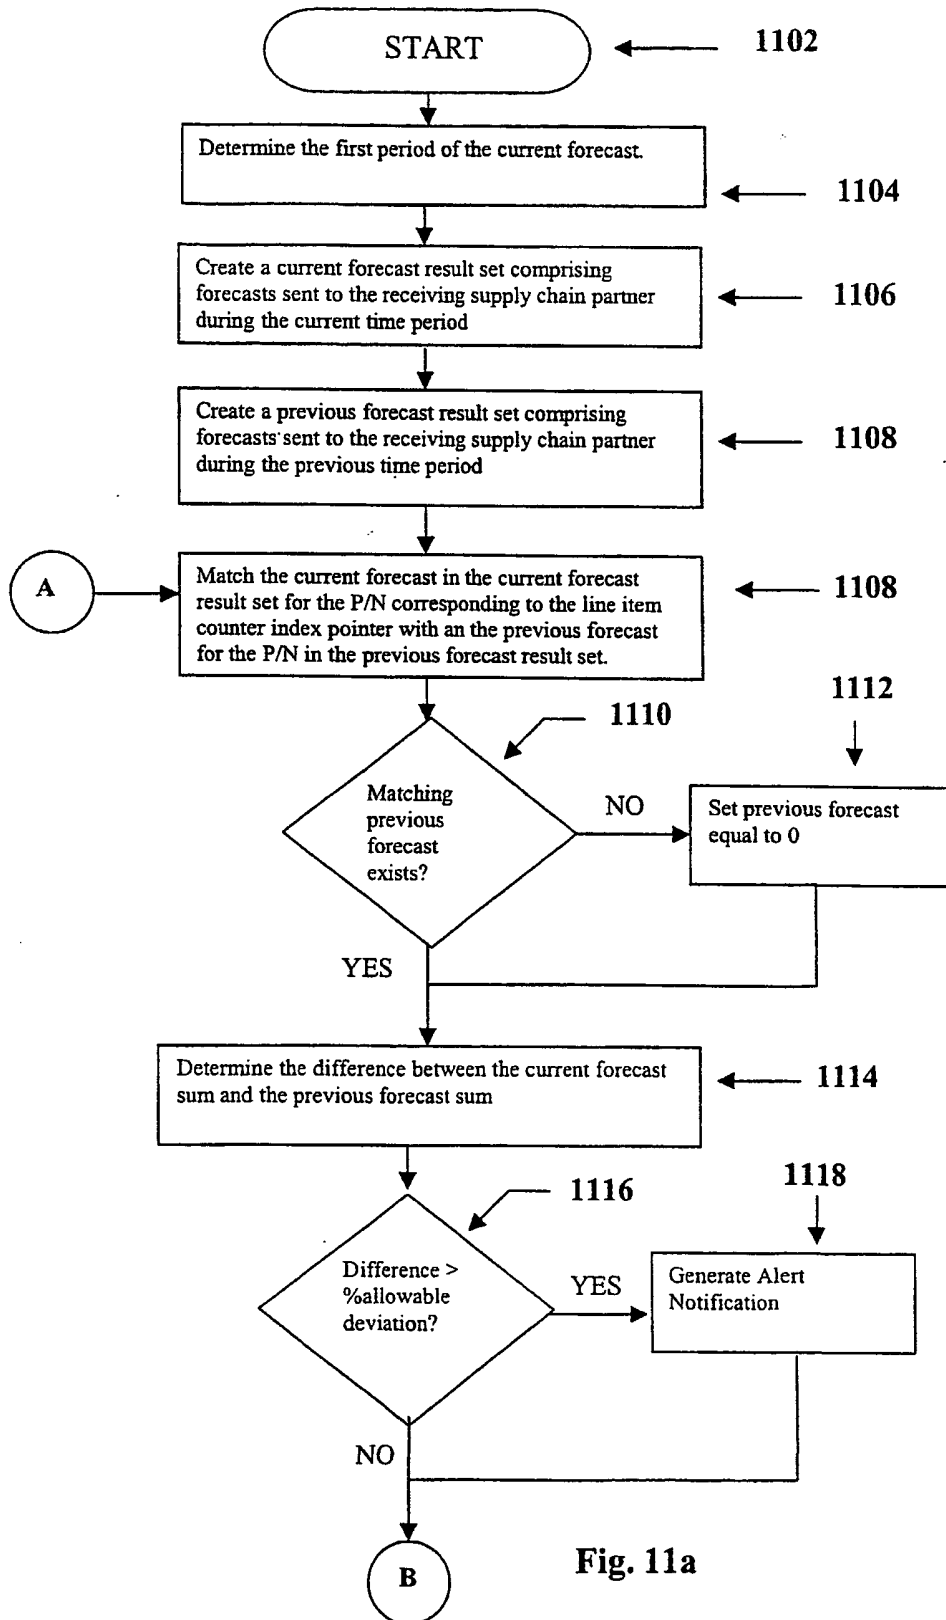 START
1102
Determine the first period of the current forecast.
1104
Create a current forecast result set comprising
forecasts sent to the receiving supply chain partner
during the current time period
1106
Create a previous forecast result set comprising
forecasts sent to the receiving supply chain partner
during the previous time period
1108
A
Match the current forecast in the current forecast
result set for the P/N corresponding to the line item
counter index pointer with an the previous forecast
for the P/N in the previous forecast result set.
1108
1110
1112
Matching
previous
forecast
exists?
NO
Set previous forecast
equal to 0
YES
Determine the difference between the current forecast
sum and the previous forecast sum
1114
1116
1118
Difference >
%allowable
deviation?
YES
Generate Alert
Notification
NO
B
Fig. 11a